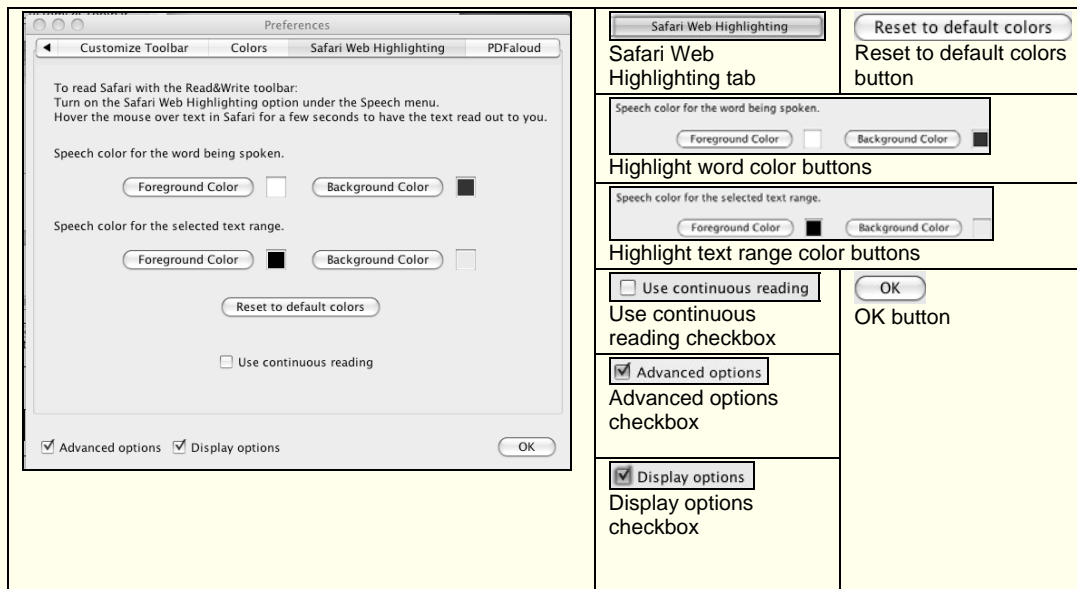 Preferences
Customize Toolbar Colors Safari Web Highlighting PDFaloud
To read Safari with the Read&Write toolbar:
Turn on the Safari Web Highlighting option under the Speech menu.
Hover the mouse over text in Safari for a few seconds to have the text read out to you.
Speech color for the word being spoken.
Foreground Color Background Color
Speech color for the selected text range.
Foreground Color Background Color
Reset to default colors
Use continuous reading
Advanced options Display options OK
Safari Web Highlighting
Safari Web
Highlighting tab
Reset to default colors
Reset to default colors
button
Speech color for the word being spoken.
Foreground Color Background Color
Highlight word color buttons
Speech color for the selected text range.
Foreground Color Background Color
Highlight text range color buttons
Use continuous reading
Use continuous
reading checkbox
OK
OK button
Advanced options
Advanced options
checkbox
Display options
Display options
checkbox